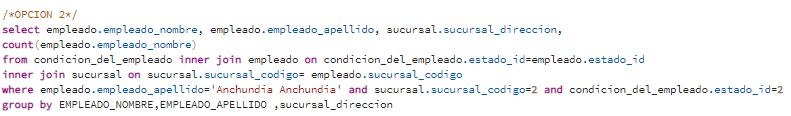 /*OPCION 2*/
select empleado.empleado_nombre, empleado.empleado_apellido, sucursal.sucursal_direccion,
count(empleado.empleado_nombre)
from condicion_del_empleado inner join empleado on condicion_del_empleado.estado_id=empleado.estado_id
inner join sucursal on sucursal.sucursal_codigo= empleado.sucursal_codigo
where empleado.empleado_apellido='Anchundia Anchundia' and sucursal.sucursal_codigo=2 and condicion_del_empleado.estado_id=2
group by EMPLEADO_NOMBRE,EMPLEADO_APELLIDO ,sucursal_direccion